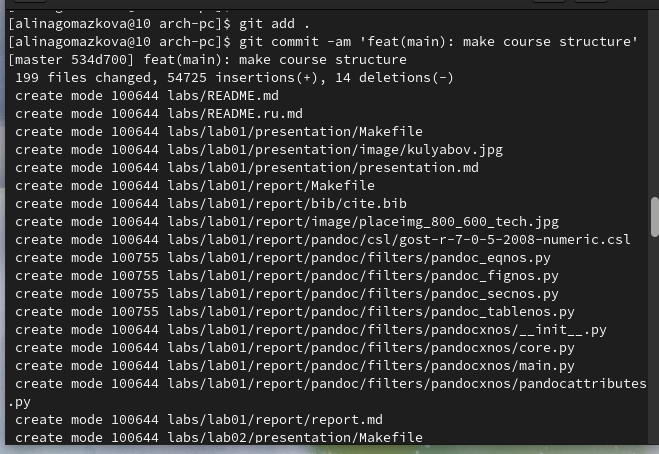 [alinagomazkova@10 arch-pc]$ git add .
[alinagomazkova@10 arch-pc]$ git commit -am 'feat(main): make course structure'
[master 534d700] feat(main): make course structure
 199 files changed, 54725 insertions(+), 14 deletions(-)
 create mode 100644 labs/README.md
 create mode 100644 labs/README.ru.md
 create mode 100644 labs/lab01/presentation/Makefile
 create mode 100644 labs/lab01/presentation/image/kulyabov.jpg
 create mode 100644 labs/lab01/presentation/presentation.md
 create mode 100644 labs/lab01/report/Makefile
 create mode 100644 labs/lab01/report/bib/cite.bib
 create mode 100644 labs/lab01/report/image/placeimg_800_600_tech.jpg
 create mode 100644 labs/lab01/report/pandoc/csl/gost-r-7-0-5-2008-numeric.csl
 create mode 100755 labs/lab01/report/pandoc/filters/pandoc_eqnos.py
 create mode 100755 labs/lab01/report/pandoc/filters/pandoc_fignos.py
 create mode 100755 labs/lab01/report/pandoc/filters/pandoc_secnos.py
 create mode 100755 labs/lab01/report/pandoc/filters/pandoc_tablenos.py
 create mode 100644 labs/lab01/report/pandoc/filters/pandocxnos/__init__.py
 create mode 100644 labs/lab01/report/pandoc/filters/pandocxnos/core.py
 create mode 100644 labs/lab01/report/pandoc/filters/pandocxnos/main.py
 create mode 100644 labs/lab01/report/pandoc/filters/pandocxnos/pandocattributes
.py
 create mode 100644 labs/lab01/report/report.md
 create mode 100644 labs/lab02/presentation/Makefile